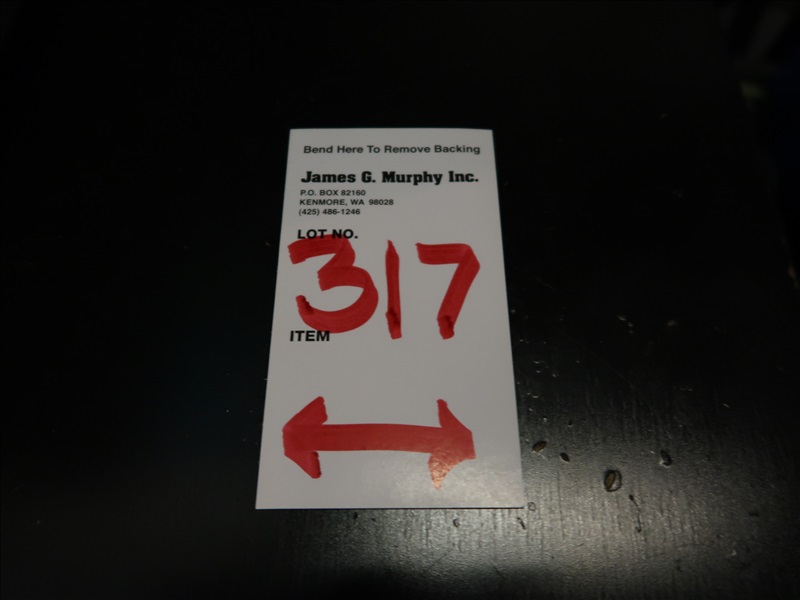 Bend Here To Remove Backing
James G. Murphy Inc.
P.O. BOX 82160
KENMORE, WA 98028
(425) 486-1246
LOT NO.
317
ITEM